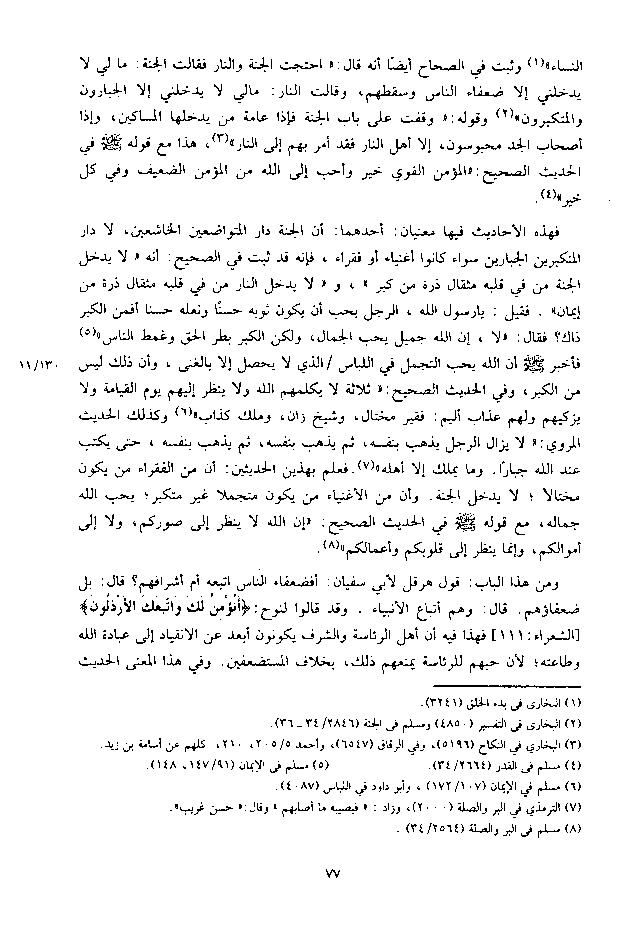 النساء»(١) وثبت في الصحاح أيضًا أنه قال: « احتجت الجنة والنار فقالت الجنة: ما لي لا
يدخلني إلا ضعفاء الناس وسقطهم، وقالت النار: مالي لا يدخلني إلا الجبارون
والمتكبرون»(٢) وقوله: « وقفت على باب الجنة فإذا عامة من يدخلها المساكين، وإذا
أصحاب الجد محبوسون، إلا أهل النار فقد أمر بهم إلى النار»(٣)، هذا مع قوله ﷺ في
الحديث الصحيح: «المؤمن القوي خير وأحب إلى الله من المؤمن الضعيف وفي كل
خير»(٤).
فهذه الأحاديث فيها معنيان: أحدهما: أن الجنة دار المتواضعين الخاشعين، لا دار
المتكبرين الجبارين سواء كانوا أغنياء أو فقراء ، فإنه قد ثبت في الصحيح: أنه « لا يدخل
الجنة من في قلبه مثقال ذرة من كبر » ، و « لا يدخل النار من في قلبه مثقال ذرة من
إيمان» . فقيل : يارسول الله ، الرجل يحب أن يكون ثوبه حسنًا ونعله حسنا أفمن الكبر
ذاك؟ فقال: «لا ، إن الله جميل يحب الجمال، ولكن الكبر بطر الحق وغمط الناس»(٥)
١١/١٣٠ فأخبر ﷺ أن الله يحب التجمل في اللباس / الذي لا يحصل إلا بالغنى ، وأن ذلك ليس
من الكبر، وفي الحديث الصحيح: « ثلاثة لا يكلمهم الله ولا ينظر إليهم يوم القيامة ولا
يزكيهم ولهم عذاب أليم: فقير مختال، وشيخ زان، وملك كذاب»(٦) وكذلك الحديث
المروي: « لا يزال الرجل يذهب بنفسه، ثم يذهب بنفسه، ثم يذهب بنفسه ، حتى يكتب
عند الله جبارًا. وما يملك إلا أهله»(٧). فعلم بهذين الحديثين: أن من الفقراء من يكون
مختالا ؛ لا يدخل الجنة. وأن من الأغنياء من يكون متجملا غير متكبر؛ يحب الله
جماله، مع قوله ﷺ في الحديث الصحيح: «إن الله لا ينظر إلى صوركم، ولا إلى
أموالكم، وإنما ينظر إلى قلوبكم وأعمالكم»(٨).
ومن هذا الباب: قول هرقل لأبي سفيان: أفضعفاء الناس اتبعه أم أشرافهم؟ قال: بل
ضعفاؤهم. قال: وهم أتباع الأنبياء . وقد قالوا لنوح: ﴿أَنُؤْمِنُ لَكَ وَاتَّبَعَكَ الْأَرْذَلُونَ﴾
[الشعراء: ١١١] فهذا فيه أن أهل الرئاسة والشرف يكونون أبعد عن الانقياد إلى عبادة الله
وطاعته؛ لأن حبهم للرئاسة يمنعهم ذلك، بخلاف المستضعفين. وفي هذا المعنى الحديث
(١) البخاري في بدء الخلق (٣٢٤١).
(٢) البخاري في التفسير (٤٨٥٠) ومسلم في الجنة (٢٨٤٦/ ٣٤ ـ ٣٦).
(٣) البخاري في النكاح (٥١٩٦)، وفي الرقاق (٦٥٤٧)، وأحمد ٢٠٥/٥، ٢١٠، كلهم عن أسامة بن زيد.
(٤) مسلم في القدر (٣٤/٢٦٦٤). (٥) مسلم في الإيمان (٩١/ ١٤٧، ١٤٨).
(٦) مسلم في الإيمان (١٧٢/١٠٧) ، وأبو داود في اللباس (٤٠٨٧).
(٧) الترمذي في البر والصلة (٢٠٠٠)، وزاد : « فيصيبه ما أصابهم » وقال: « حسن غريب».
(٨) مسلم في البر والصلة (٣٤/٢٥٦٤) .
٧٧